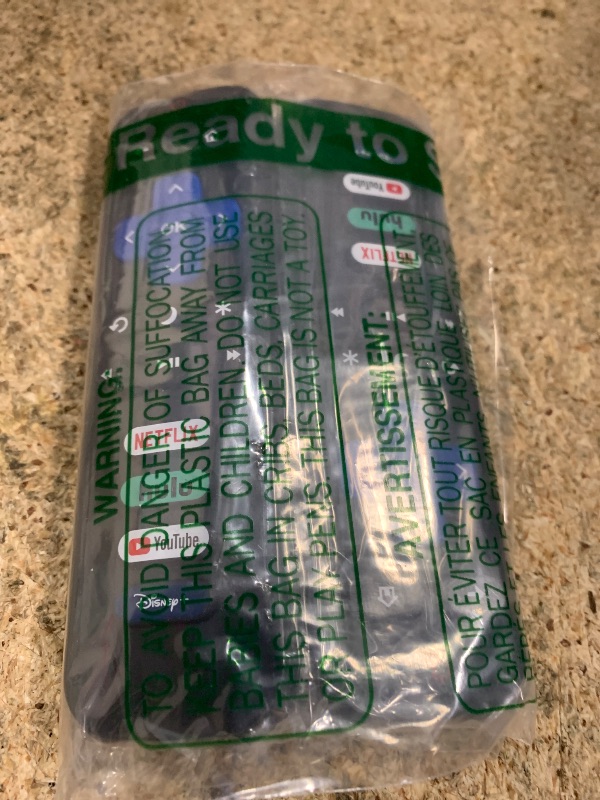 Ready to S
WARNING:
TO AVOID DANGER OF SUFFOCATION
KEEP THIS PLASTIC BAG AWAY FROM
BABIES AND CHILDREN. DO NOT USE
THIS BAG IN CRIBS, BEDS, CARRIAGES
OR PLAY PENS. THIS BAG IS NOT A TOY.
AVERTISSEMENT:
POUR ÉVITER TOUT RISQUE D'ÉTOUFFEMENT
GARDEZ CE SAC EN PLASTIQUE LOIN DES
OK
NETFLIX
YouTube
Disney+
YouTube
hulu
NETFLIX